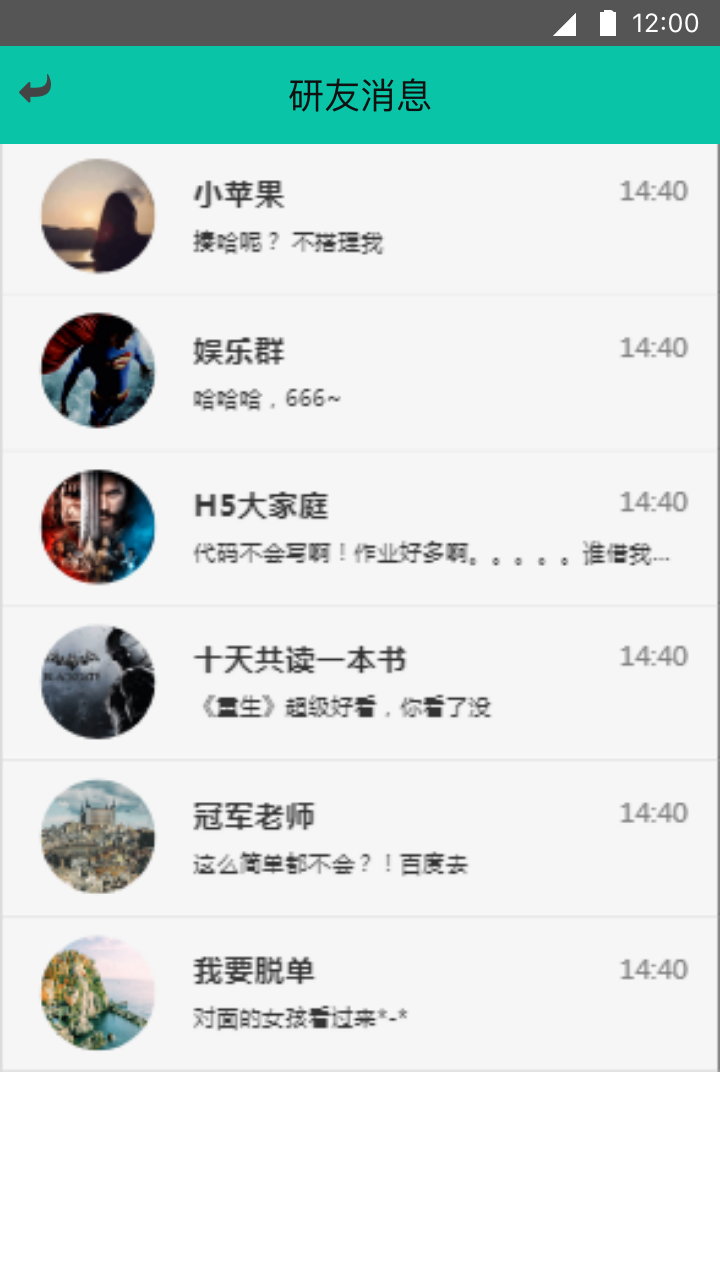 12:00
研友消息
小苹果
14:40
搂哈呢？ 不搭理我
娱乐群
14:40
哈哈哈，666~
H5大家庭
14:40
代码不会写啊！作业好多啊。。。。。谁借我...
十天共读一本书
14:40
《重生》超级好看，你看了没
冠军老师
14:40
这么简单都不会？！百度去
我要脱单
14:40
对面的女孩看过来*-*